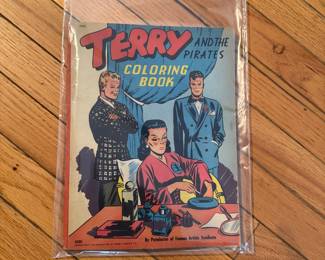 TERRY
AND THE
PIRATES
COLORING
BOOK
By Permission of Famous Artists Syndicate